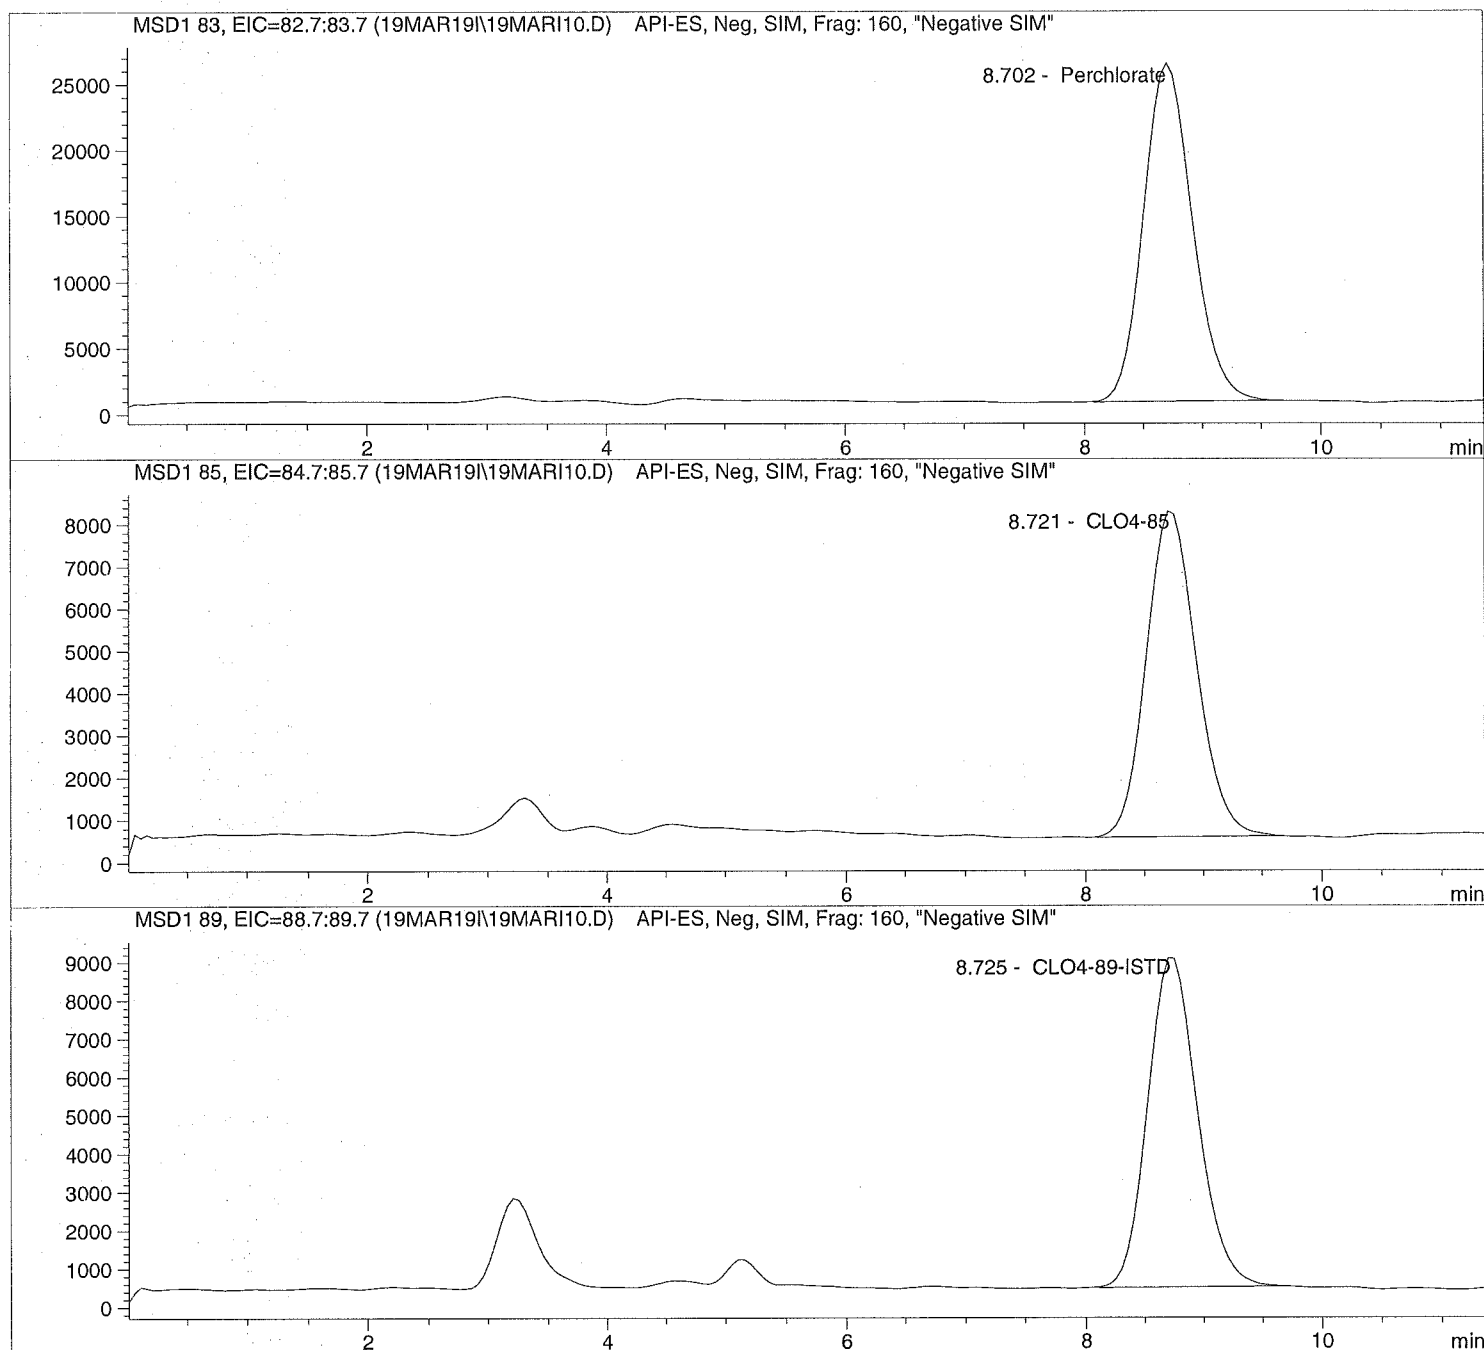 MSD1 83, EIC=82.7:83.7 (19MAR19I\19MARI10.D) API-ES, Neg, SIM, Frag: 160, "Negative SIM"
8.702 - Perchlorate
25000
20000
15000
10000
5000
0
2 4 6 8 10 min
MSD1 85, EIC=84.7:85.7 (19MAR19I\19MARI10.D) API-ES, Neg, SIM, Frag: 160, "Negative SIM"
8.721 - CLO4-85
8000
7000
6000
5000
4000
3000
2000
1000
0
2 4 6 8 10 min
MSD1 89, EIC=88.7:89.7 (19MAR19I\19MARI10.D) API-ES, Neg, SIM, Frag: 160, "Negative SIM"
8.725 - CLO4-89-ISTD
9000
8000
7000
6000
5000
4000
3000
2000
1000
0
2 4 6 8 10 min